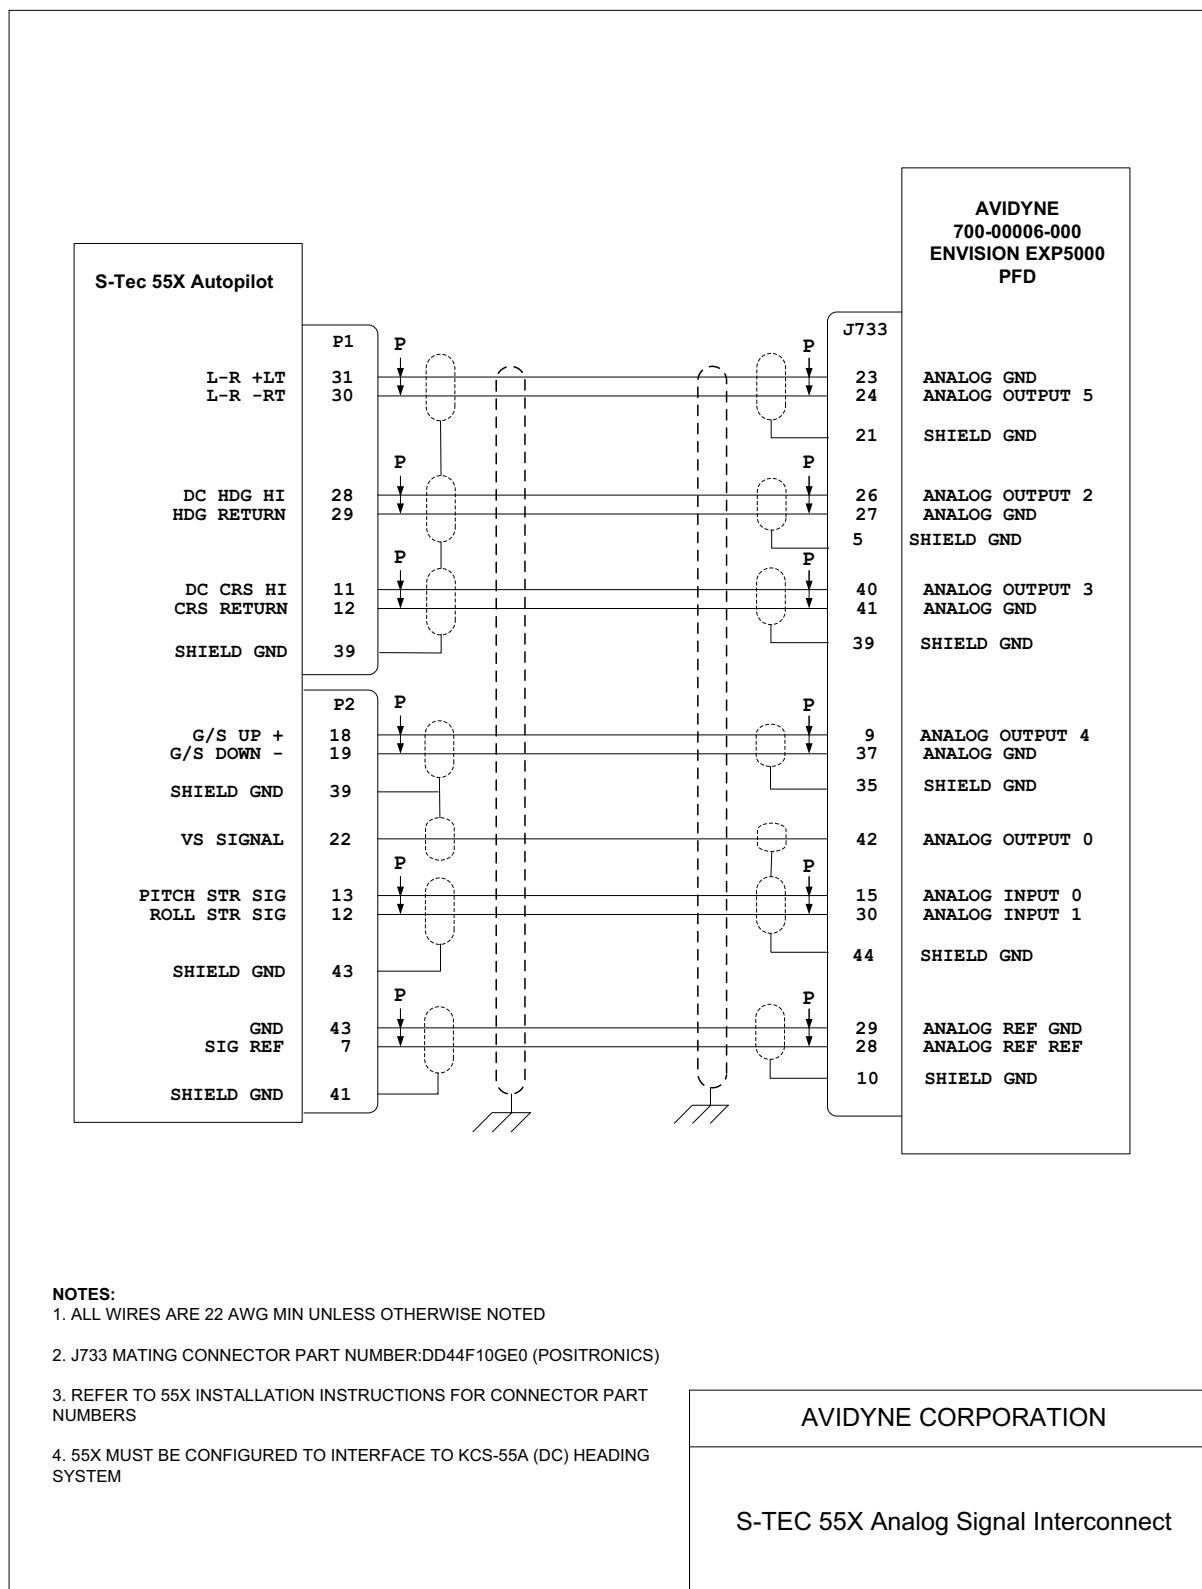 AVIDYNE
700-00006-000
ENVISION EXP5000
PFD
S-Tec 55X Autopilot
P1
P
P
J733
L-R +LT 31 23 ANALOG GND
L-R -RT 30 24 ANALOG OUTPUT 5
21 SHIELD GND
P
P
DC HDG HI 28 26 ANALOG OUTPUT 2
HDG RETURN 29 27 ANALOG GND
5 SHIELD GND
P
P
DC CRS HI 11 40 ANALOG OUTPUT 3
CRS RETURN 12 41 ANALOG GND
SHIELD GND 39 39 SHIELD GND
P2
P
P
G/S UP + 18 9 ANALOG OUTPUT 4
G/S DOWN - 19 37 ANALOG GND
SHIELD GND 39 35 SHIELD GND
VS SIGNAL 22 42 ANALOG OUTPUT 0
P
P
PITCH STR SIG 13 15 ANALOG INPUT 0
ROLL STR SIG 12 30 ANALOG INPUT 1
SHIELD GND 43 44 SHIELD GND
P
P
GND 43 29 ANALOG REF GND
SIG REF 7 28 ANALOG REF REF
SHIELD GND 41 10 SHIELD GND
NOTES:
1. ALL WIRES ARE 22 AWG MIN UNLESS OTHERWISE NOTED
2. J733 MATING CONNECTOR PART NUMBER:DD44F10GE0 (POSITRONICS)
3. REFER TO 55X INSTALLATION INSTRUCTIONS FOR CONNECTOR PART
NUMBERS
4. 55X MUST BE CONFIGURED TO INTERFACE TO KCS-55A (DC) HEADING
SYSTEM
AVIDYNE CORPORATION
S-TEC 55X Analog Signal Interconnect